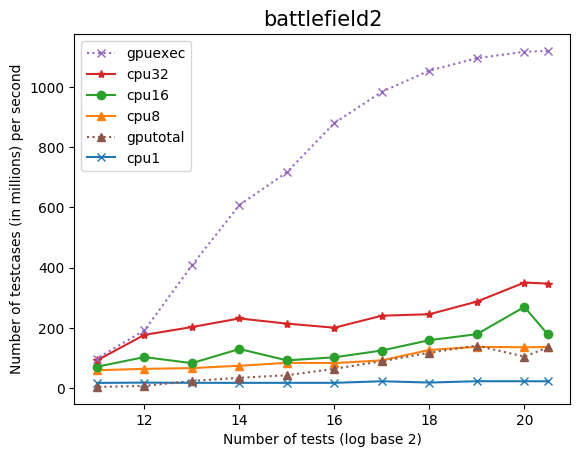 battlefield2
gpuexec
cpu32
cpu16
cpu8
gputotal
cpu1
Number of testcases (in millions) per second
1000
800
600
400
200
0
12
14
16
18
20
Number of tests (log base 2)